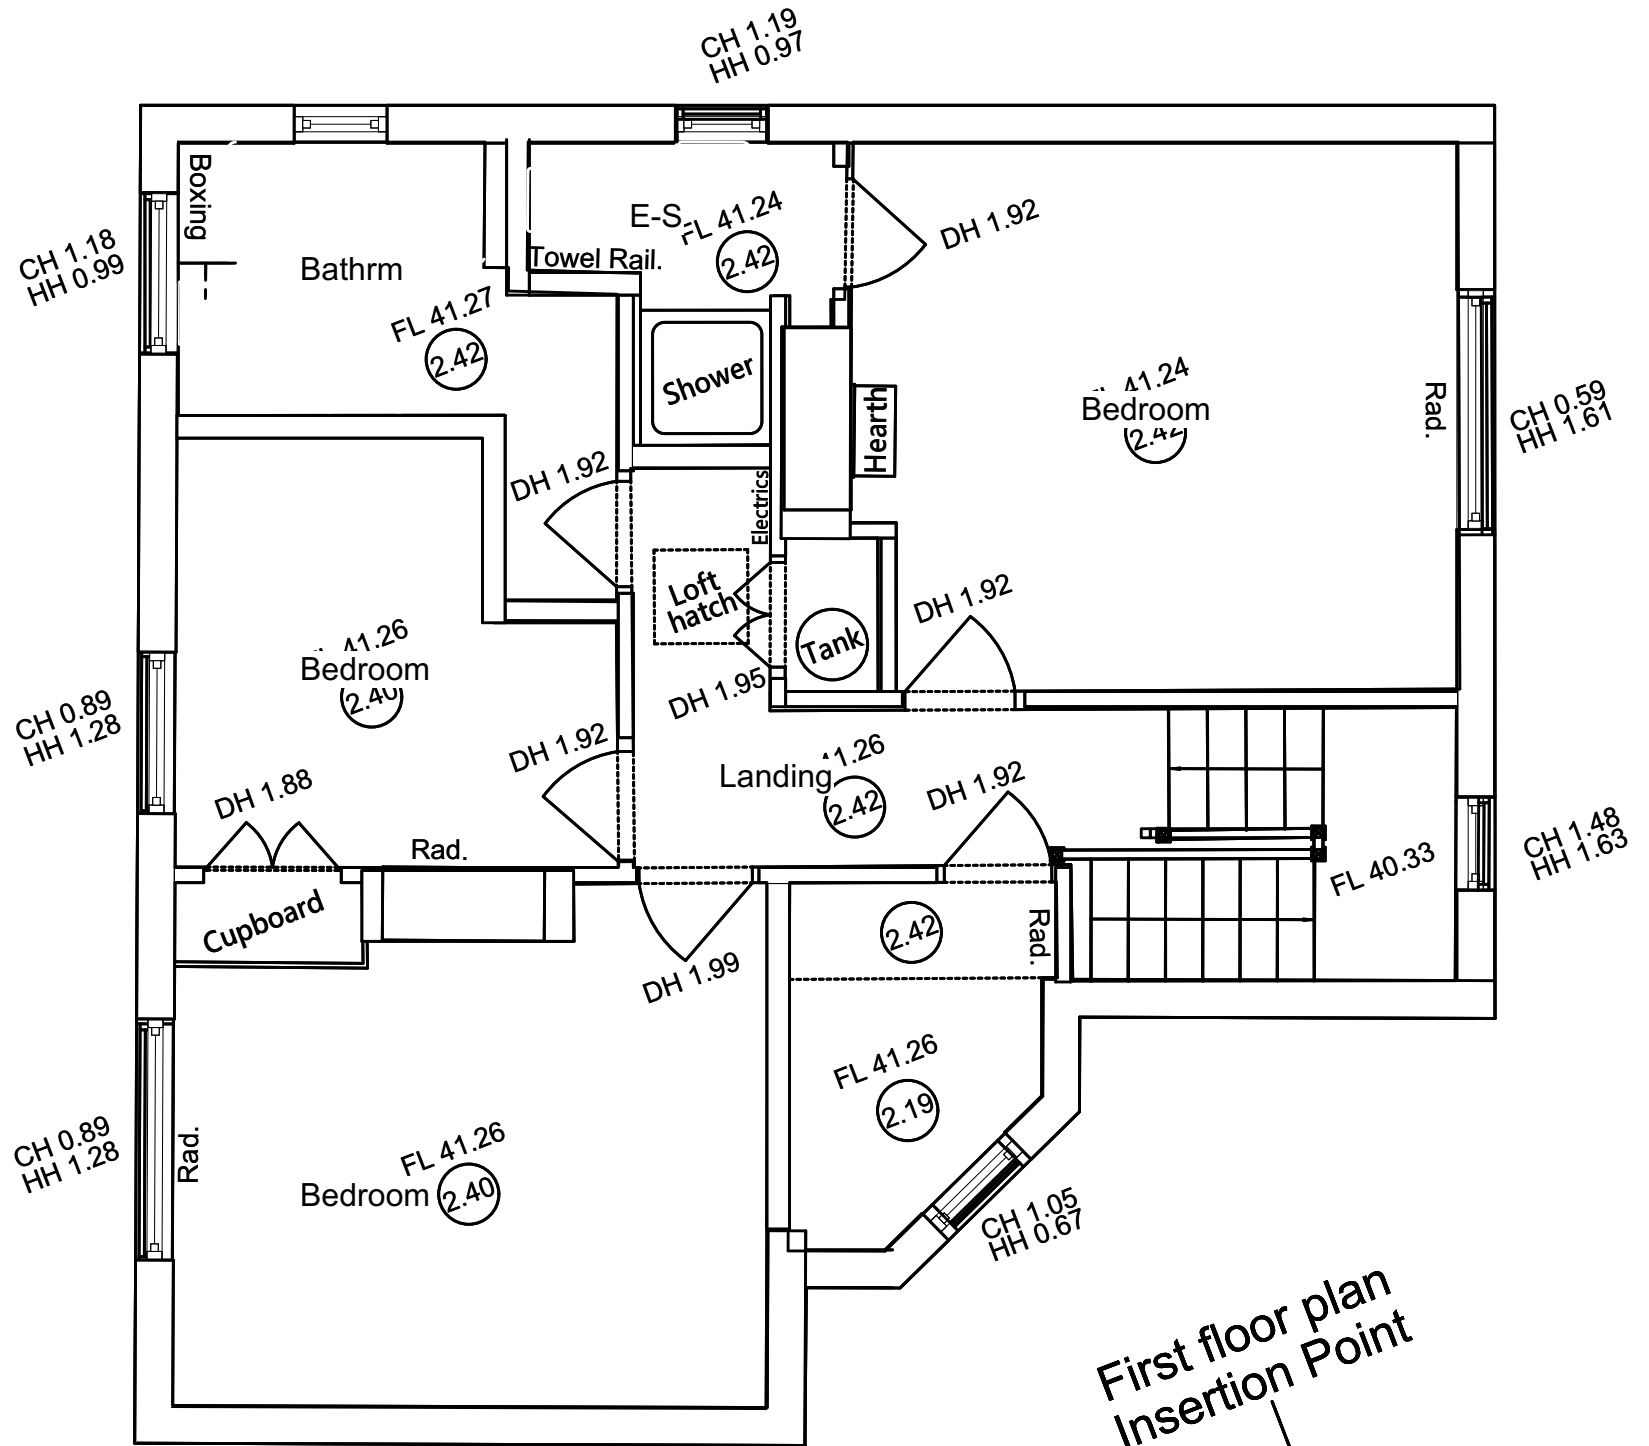 CH 1.19
HH 0.97
Boxing
E-S
FL 41.24
2.42
DH 1.92
Towel Rail.
CH 1.18
HH 0.99
Bathrm
FL 41.27
2.42
Shower
Hearth
41.24
Bedroom
2.42
Rad.
CH 0.59
HH 1.61
DH 1.92
Electrics
Loft
hatch
Tank
DH 1.92
DH 1.95
41.26
Bedroom
2.40
CH 0.89
HH 1.28
DH 1.92
41.26
Landing
2.42
DH 1.92
DH 1.88
Rad.
CH 1.48
HH 1.63
FL 40.33
Cupboard
2.42
Rad.
DH 1.99
FL 41.26
2.19
CH 0.89
HH 1.28
Rad.
FL 41.26
Bedroom
2.40
CH 1.05
HH 0.67
First floor plan
Insertion Point